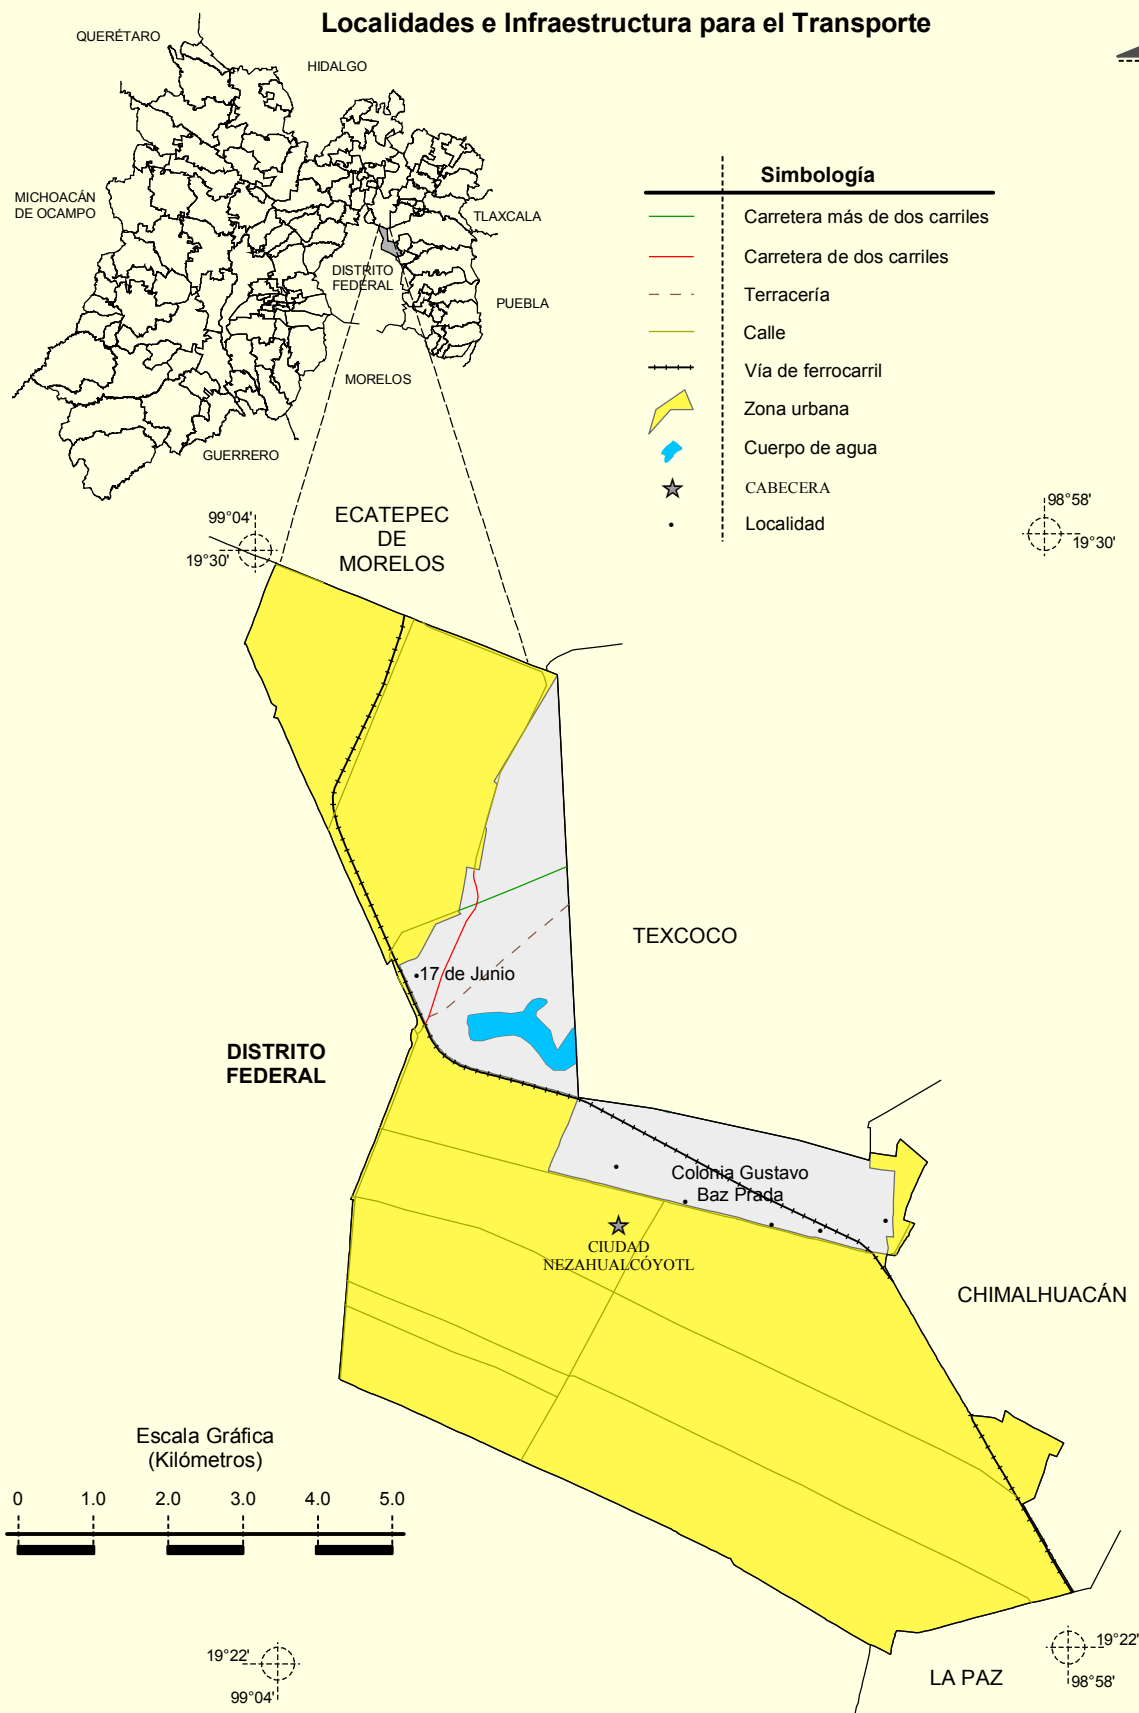 Localidades e Infraestructura para el Transporte
QUERÉTARO
HIDALGO
MICHOACÁN
DE OCAMPO
TLAXCALA
DISTRITO
FEDERAL
PUEBLA
MORELOS
GUERRERO
Simbología
Carretera más de dos carriles
Carretera de dos carriles
Terracería
Calle
Vía de ferrocarril
Zona urbana
Cuerpo de agua
CABECERA
Localidad
99°04'
19°30'
98°58'
19°30'
ECATEPEC
DE
MORELOS
TEXCOCO
17 de Junio
DISTRITO
FEDERAL
Colonia Gustavo
Baz Prada
CIUDAD
NEZAHUALCÓYOTL
CHIMALHUACÁN
Escala Gráfica
(Kilómetros)
0 1.0 2.0 3.0 4.0 5.0
19°22'
99°04'
19°22'
98°58'
LA PAZ